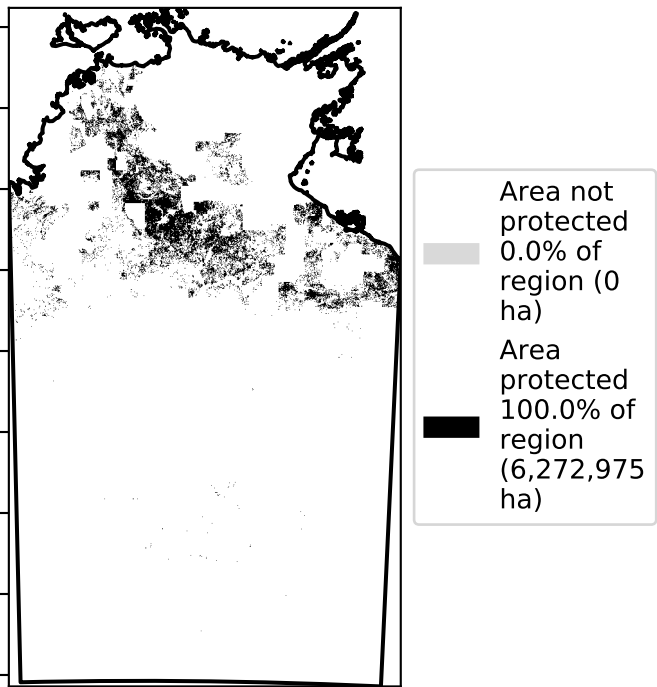 Area not
protected
0.0% of
region (0
ha)
Area
protected
100.0% of
region
(6,272,975
ha)